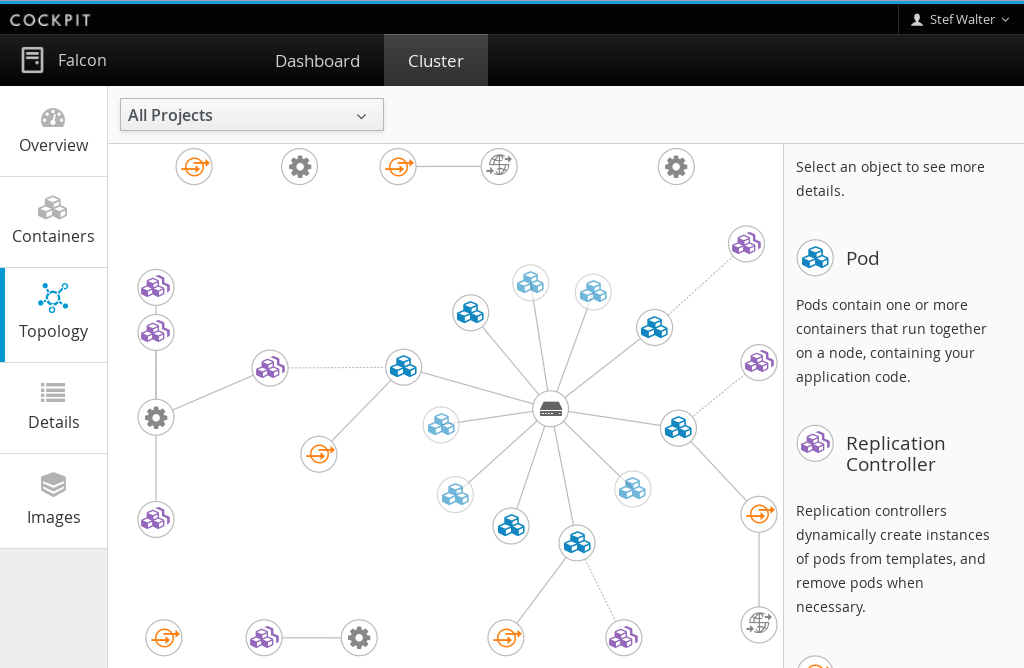 COCKPIT
Stef Walter
Falcon
Dashboard
Cluster
Overview
Containers
Topology
Details
Images
All Projects
Select an object to see more
details.
Pod
Pods contain one or more
containers that run together
on a node, containing your
application code.
Replication
Controller
Replication controllers
dynamically create instances
of pods from templates, and
remove pods when
necessary.